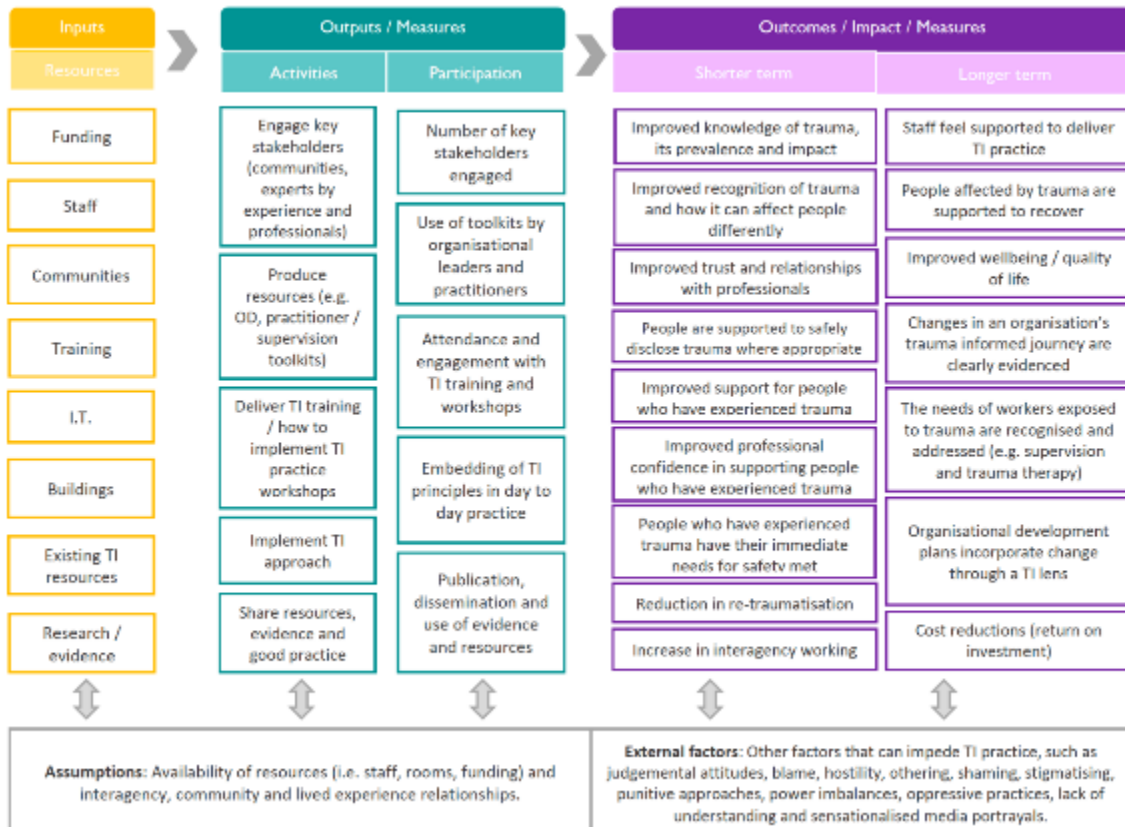 Inputs
Resources
Outputs / Measures
Activities
Participation
Outcomes / Impact / Measures
Shorter term
Longer term
Funding
Staff
Communities
Training
I.T.
Buildings
Existing TI
resources
Research /
evidence
Engage key
stakeholders
(communities,
experts by
experience and
professionals)
Produce
resources (e.g.
OD, practitioner /
supervision
toolkits)
Deliver TI training
/ how to
implement TI
practice
workshops
Implement TI
approach
Share resources,
evidence and
good practice
Number of key
stakeholders
engaged
Use of toolkits by
organisational
leaders and
practitioners
Attendance and
engagement with
TI training and
workshops
Embedding of TI
principles in day to
day practice
Publication,
dissemination and
use of evidence
and resources
Improved knowledge of trauma,
its prevalence and impact
Improved recognition of trauma
and how it can affect people
differently
Improved trust and relationships
with professionals
People are supported to safely
disclose trauma where appropriate
Improved support for people
who have experienced trauma
Improved professional
confidence in supporting people
who have experienced trauma
People who have experienced
trauma have their immediate
needs for safety met
Reduction in re-traumatisation
Increase in interagency working
Staff feel supported to deliver
TI practice
People affected by trauma are
supported to recover
Improved wellbeing / quality
of life
Changes in an organisation's
trauma informed journey are
clearly evidenced
The needs of workers exposed
to trauma are recognised and
addressed (e.g. supervision
and trauma therapy)
Organisational development
plans incorporate change
through a TI lens
Cost reductions (return on
investment)
Assumptions: Availability of resources (i.e. staff, rooms, funding) and
interagency, community and lived experience relationships.
External factors: Other factors that can impede TI practice, such as
judgemental attitudes, blame, hostility, othering, shaming, stigmatising,
punitive approaches, power imbalances, oppressive practices, lack of
understanding and sensationalised media portrayals.